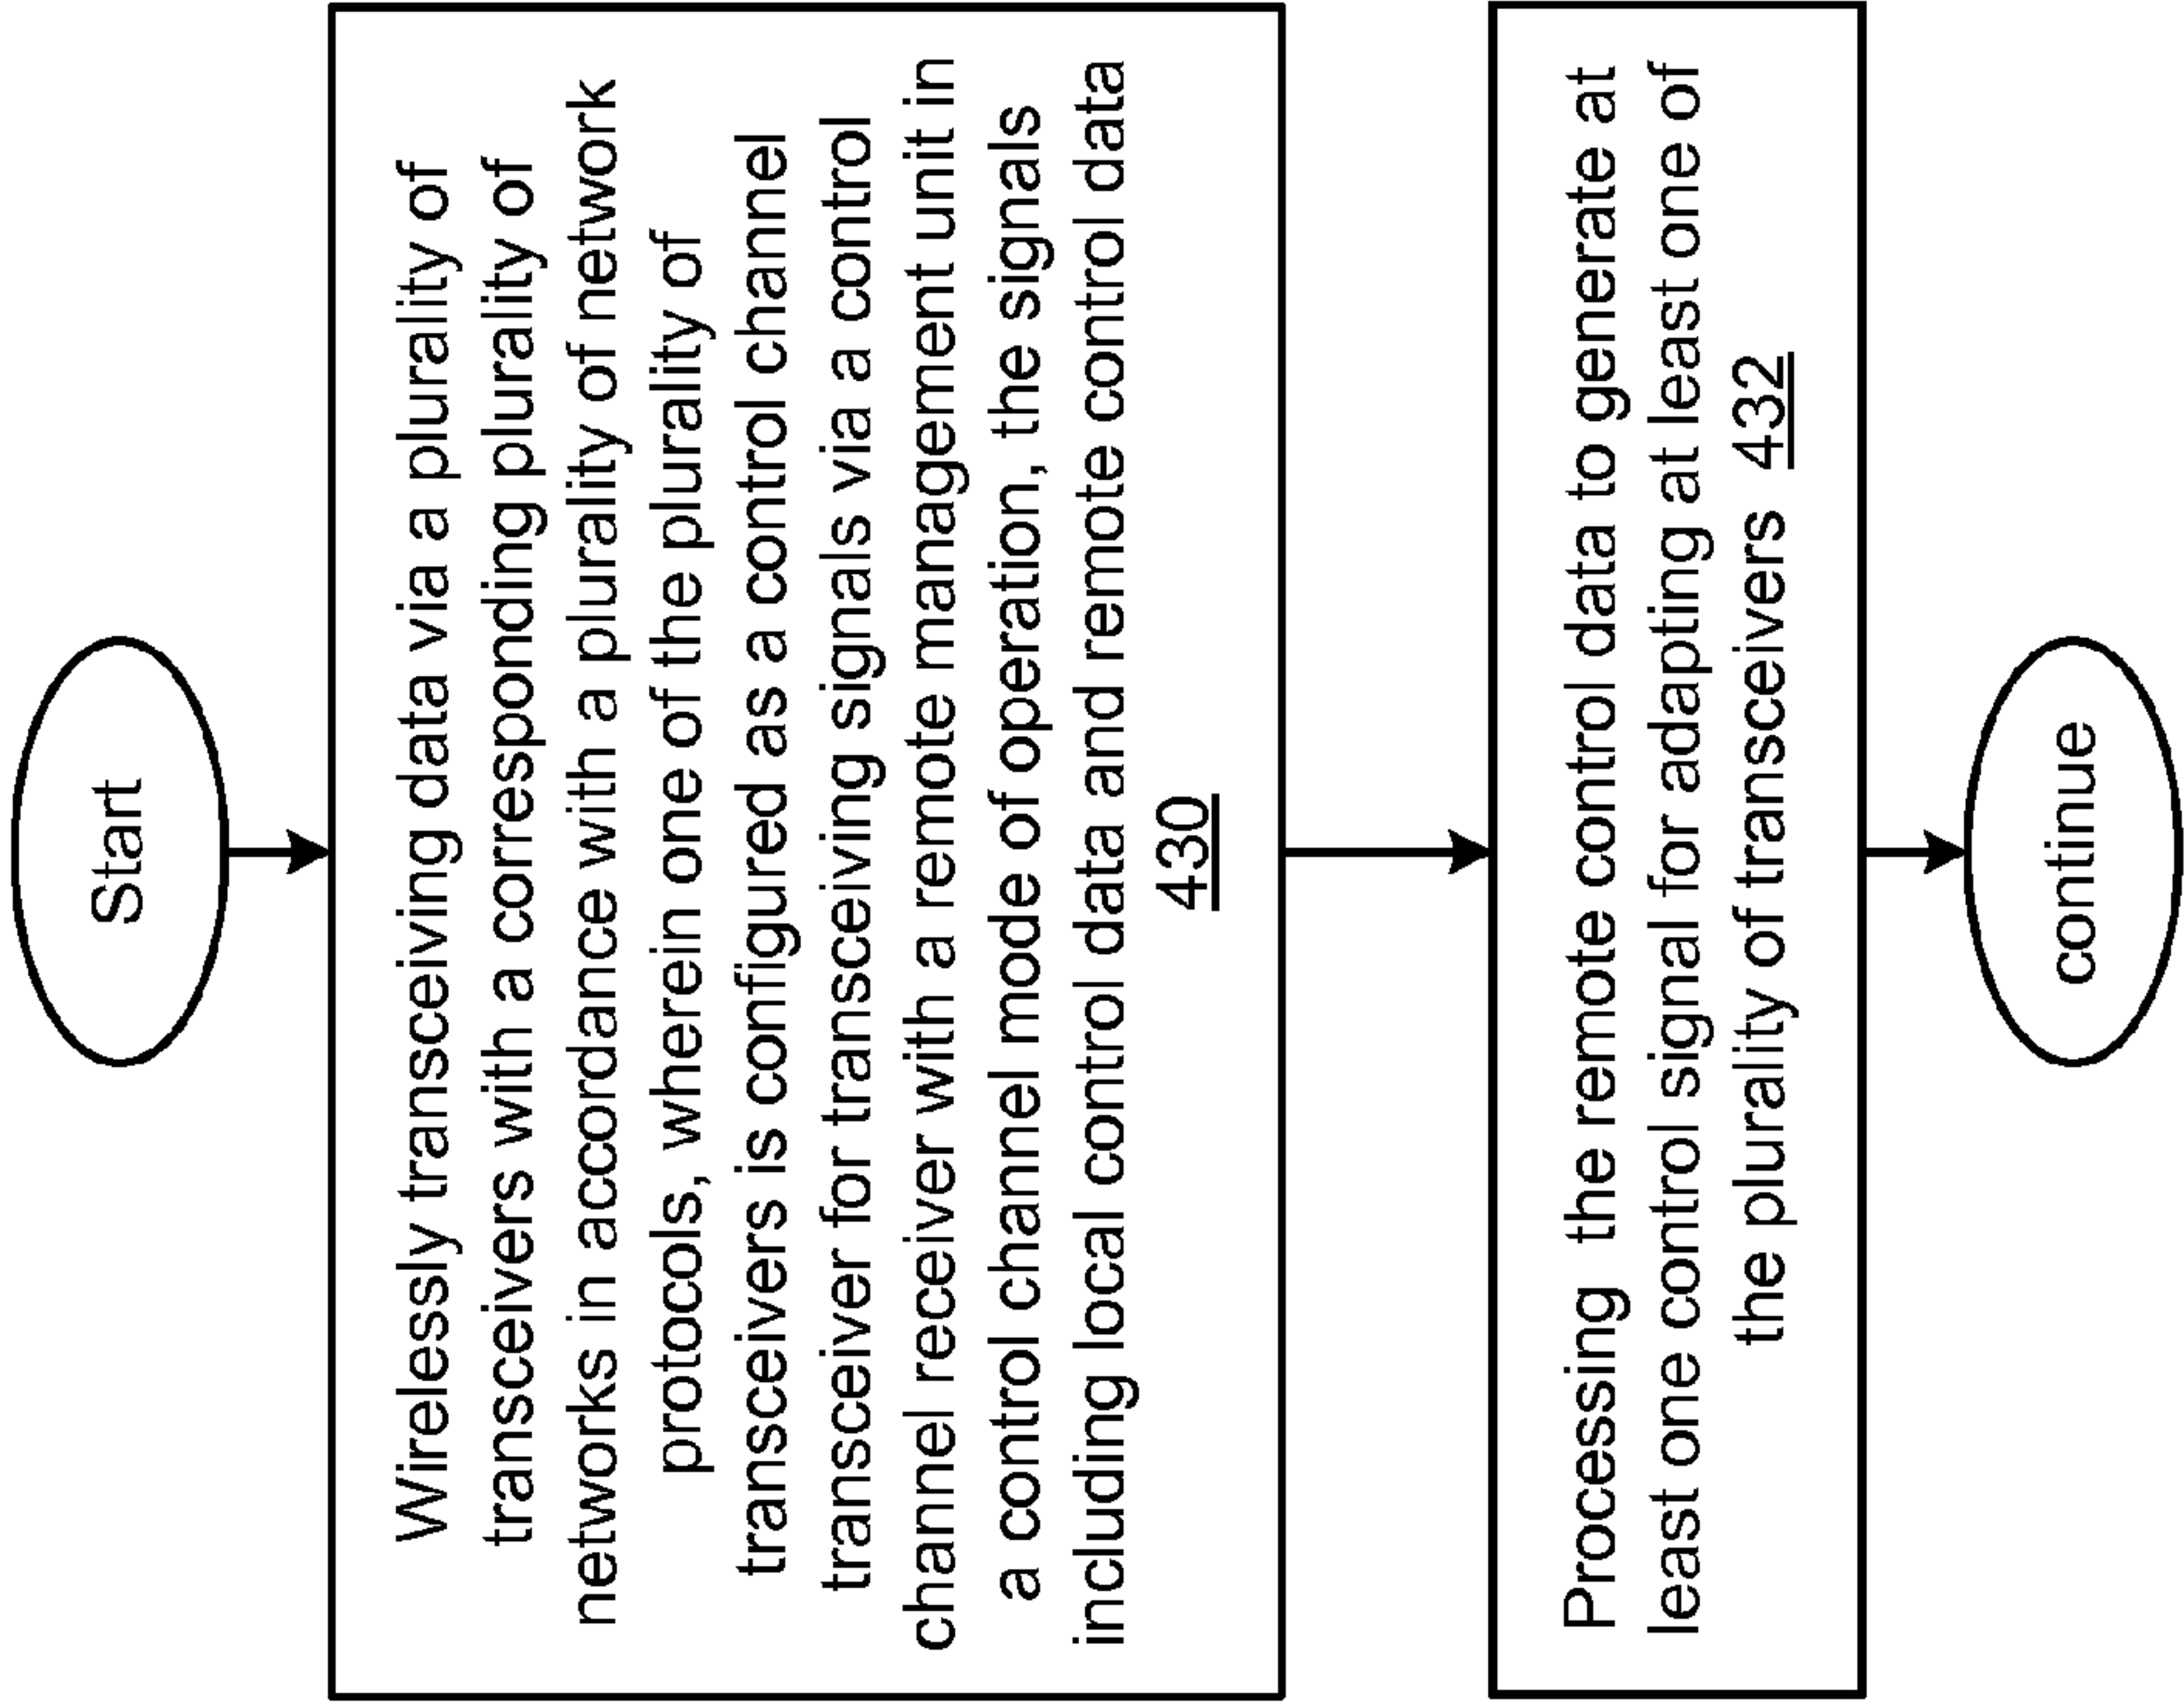 Start
Wirelessly transceiving data via a plurality of
transceivers with a corresponding plurality of
networks in accordance with a plurality of network
protocols, wherein one of the plurality of
transceivers is configured as a control channel
transceiver for transceiving signals via a control
channel receiver with a remote management unit in
a control channel mode of operation, the signals
including local control data and remote control data
430
Processing the remote control data to generate at
least one control signal for adapting at least one of
the plurality of transceivers 432
continue